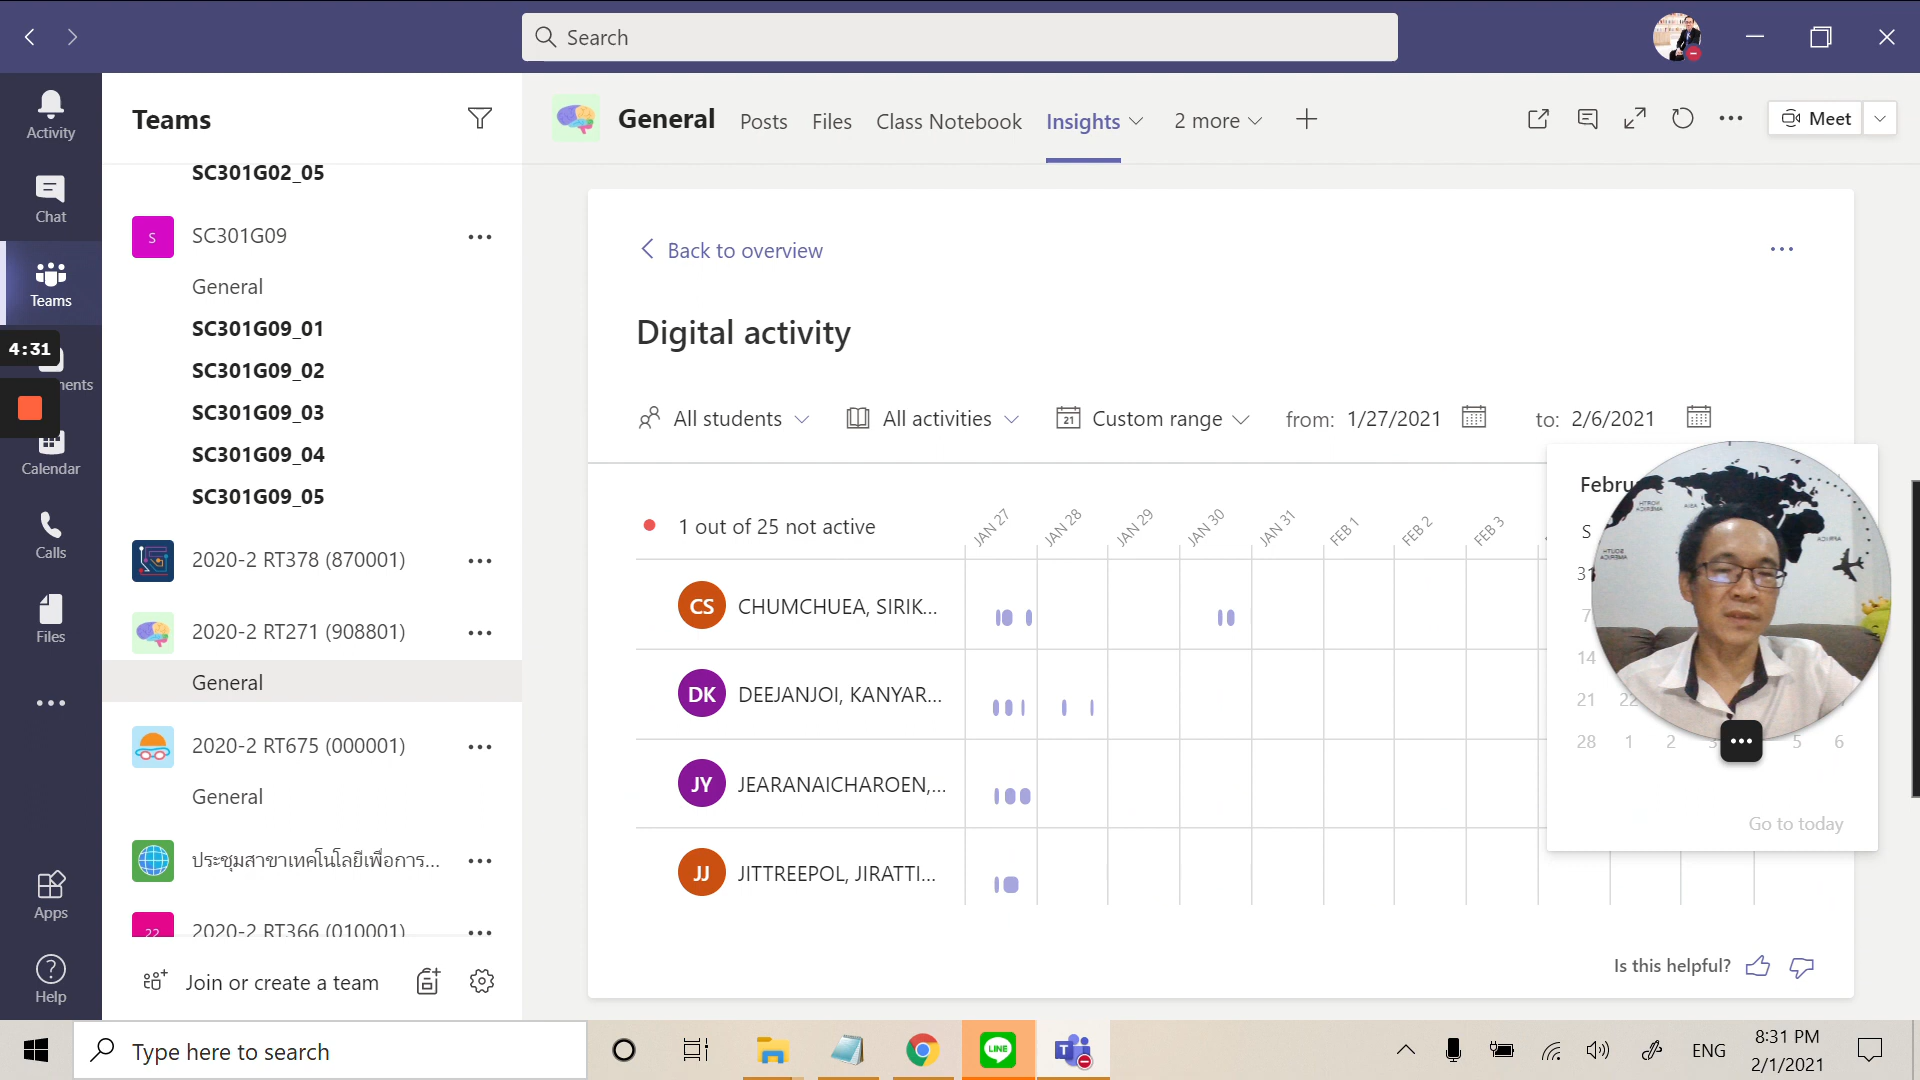 Search
Activity
Chat
Teams
4:31
ments
Calendar
Calls
Files
Apps
Help
Teams
SC301G02_05
S
SC301G09
General
SC301G09_01
SC301G09_02
SC301G09_03
SC301G09_04
SC301G09_05
2020-2 RT378 (870001)
2020-2 RT271 (908801)
General
2020-2 RT675 (000001)
General
ประชุมสาขาเทคโนโลยีเพื่อการ...
22 2020-2 RT366 (010001)
Join or create a team
General Posts Files Class Notebook Insights 2 more
Meet
Back to overview
Digital activity
All students All activities 21 Custom range from: 1/27/2021 to: 2/6/2021
1 out of 25 not active
JAN 27 JAN 28 JAN 29 JAN 30 JAN 31 FEB 1 FEB 2 FEB 3
CS CHUMCHUEA, SIRIK...
DK DEEJANJOI, KANYAR...
JY JEARANAICHAROEN,...
JJ JITTREEPOL, JIRATTI...
S
31
7
14
21 22
28 1 2 3 5 6
Go to today
Is this helpful?
Type here to search
LINE
ENG
8:31 PM
2/1/2021